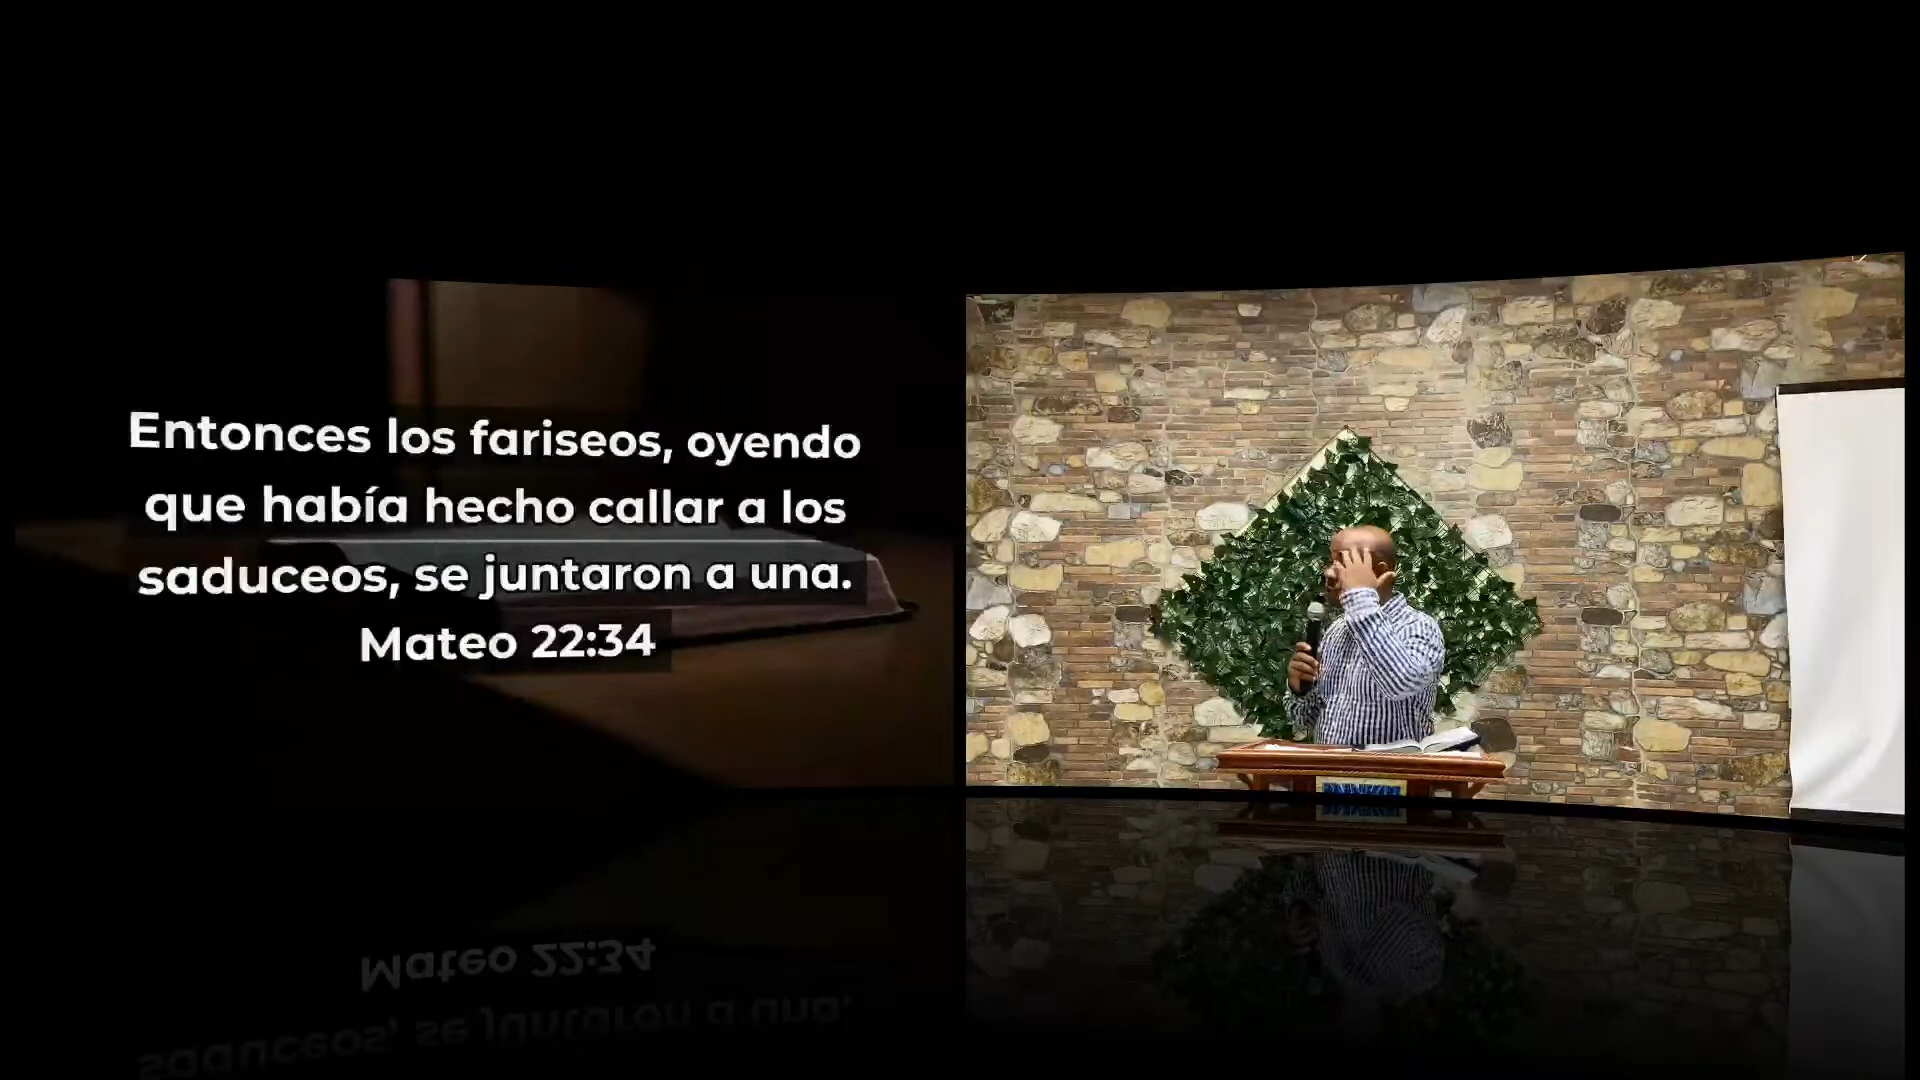 Entonces los fariseos, oyendo
que había hecho callar a los
saduceos, se juntaron a una.
Mateo 22:34